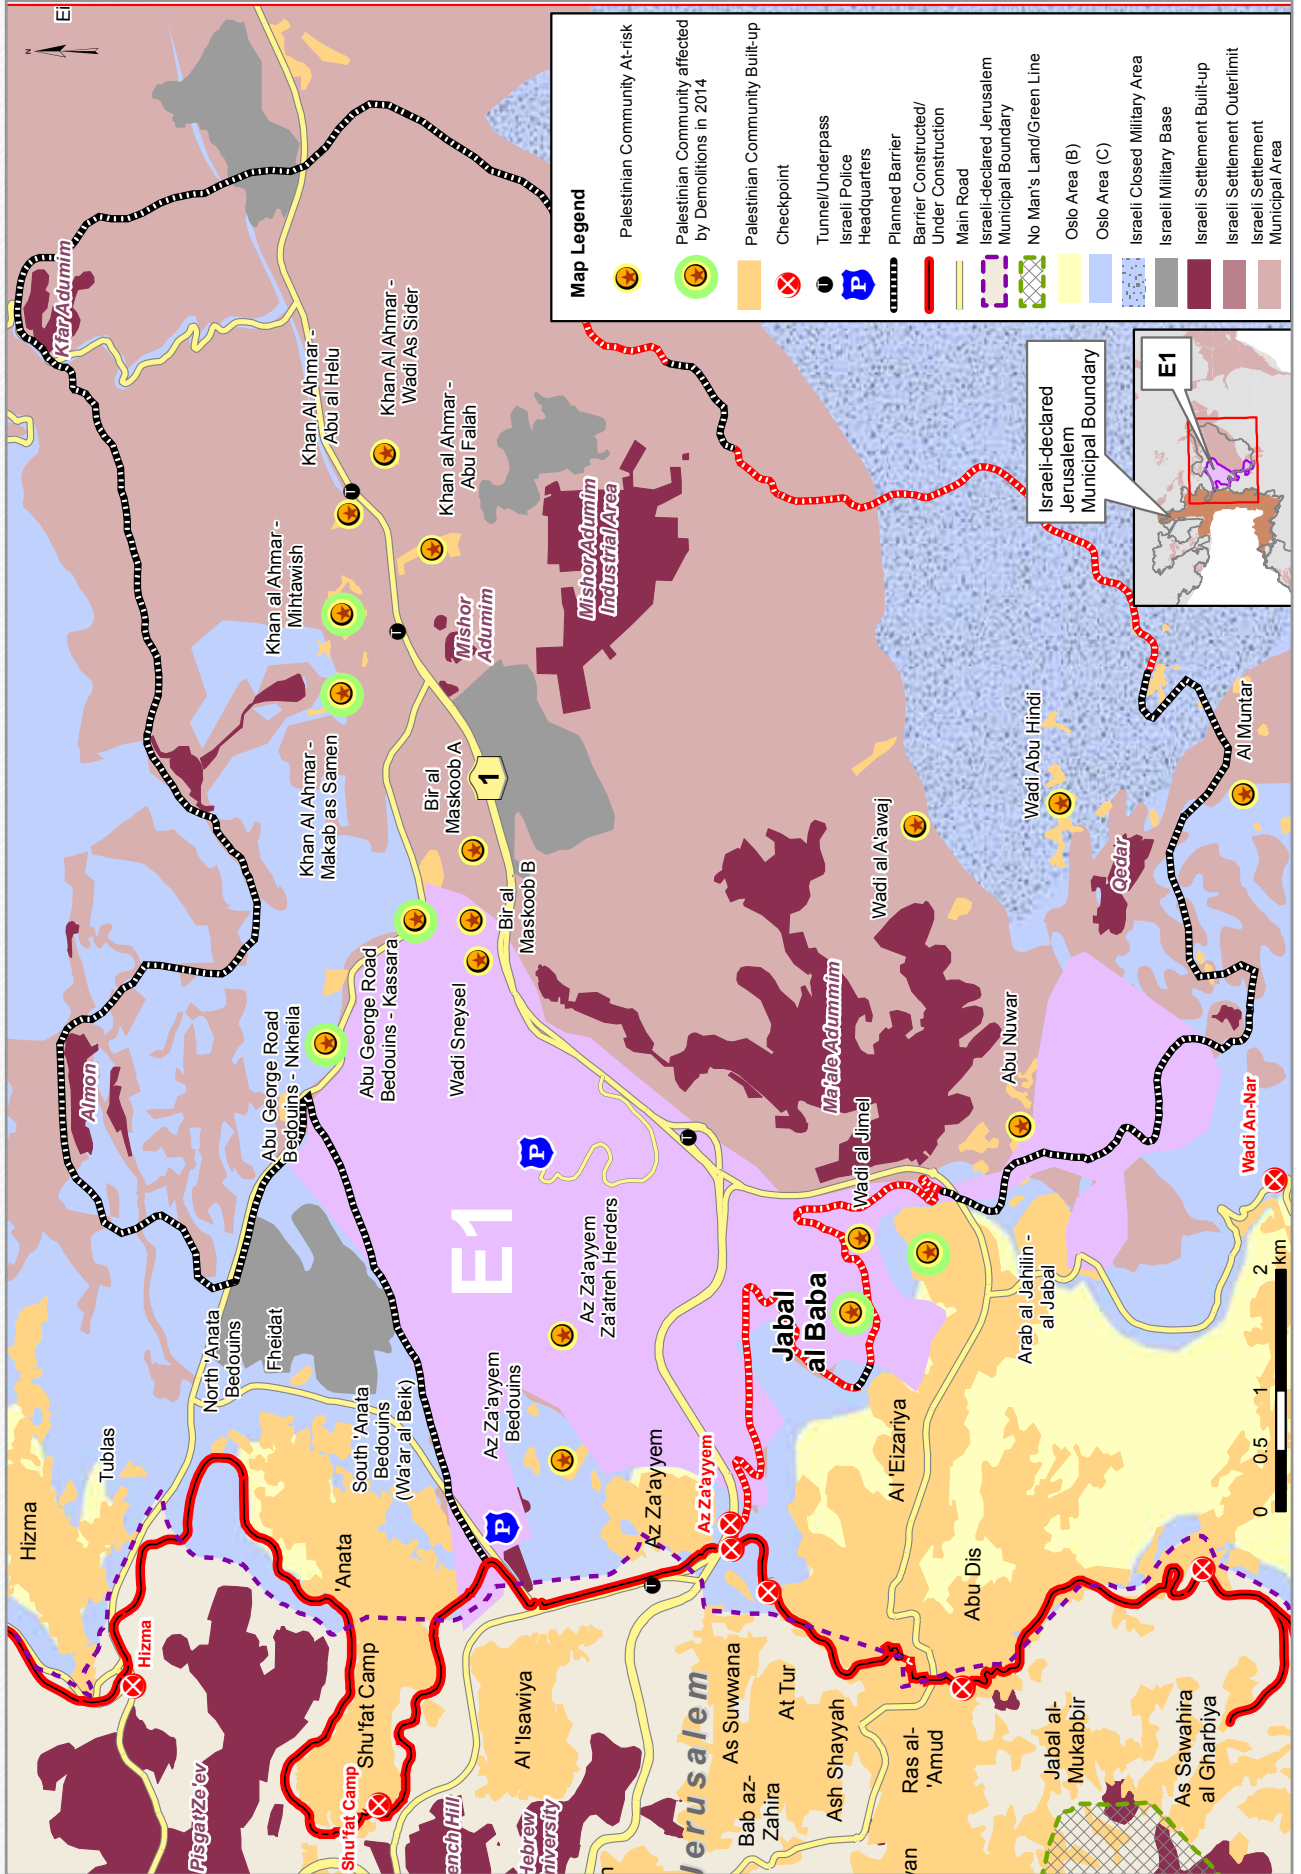 Hizma
Tublas
North 'Anata
Bedouins
Fheidat
South 'Anata
Bedouins
(Wa'ar al Beik)
'Anata
Hizma
Pisgat Ze'ev
Shu'fat Camp
Shu'fat Camp
Al 'Isawiya
Jerusalem
As Suwwana
At Tur
Bab az-
Zahira
Ash Shayyah
Ras al-
'Amud
Jabal al-
Mukabbir
As Sawahira
al Gharbiya
Abu Dis
Al 'Eizariya
Az Za'ayyem
Az Za'ayyem
Az Za'ayyem
Bedouins
Az Za'ayyem
Za'atreh Herders
E1
P
P
Jabal
al Baba
Wadi al Jimel
Arab al Jahilin -
al Jabal
Abu Nuwar
Wadi An-Nar
Ma'ale Adummim
Almon
Abu George Road
Bedouins - Nkheila
Abu George Road
Bedouins - Kassara
Wadi Sneysel
Bir al
Maskoob B
Bir al
Maskoob A
1
Khan Al Ahmar -
Makab as Samen
Khan al Ahmar -
Mihtawish
Khan Al Ahmar -
Abu al Helu
Khan Al Ahmar -
Wadi As Sider
Khan al Ahmar -
Abu Falah
Kfar Adumim
Mishor
Adumim
Mishor Adumim
Industrial Area
Wadi al A'awaj
Wadi Abu Hindi
Qedar
Al Muntar
N
0 0.5 1 2
km
Israeli-declared
Jerusalem
Municipal Boundary
E1
Map Legend
Palestinian Community At-risk
Palestinian Community affected
by Demolitions in 2014
Palestinian Community Built-up
Checkpoint
Tunnel/Underpass
P
Israeli Police
Headquarters
Planned Barrier
Barrier Constructed/
Under Construction
Main Road
Israeli-declared Jerusalem
Municipal Boundary
No Man's Land/Green Line
Oslo Area (B)
Oslo Area (C)
Israeli Closed Military Area
Israeli Military Base
Israeli Settlement Built-up
Israeli Settlement Outerlimit
Israeli Settlement
Municipal Area